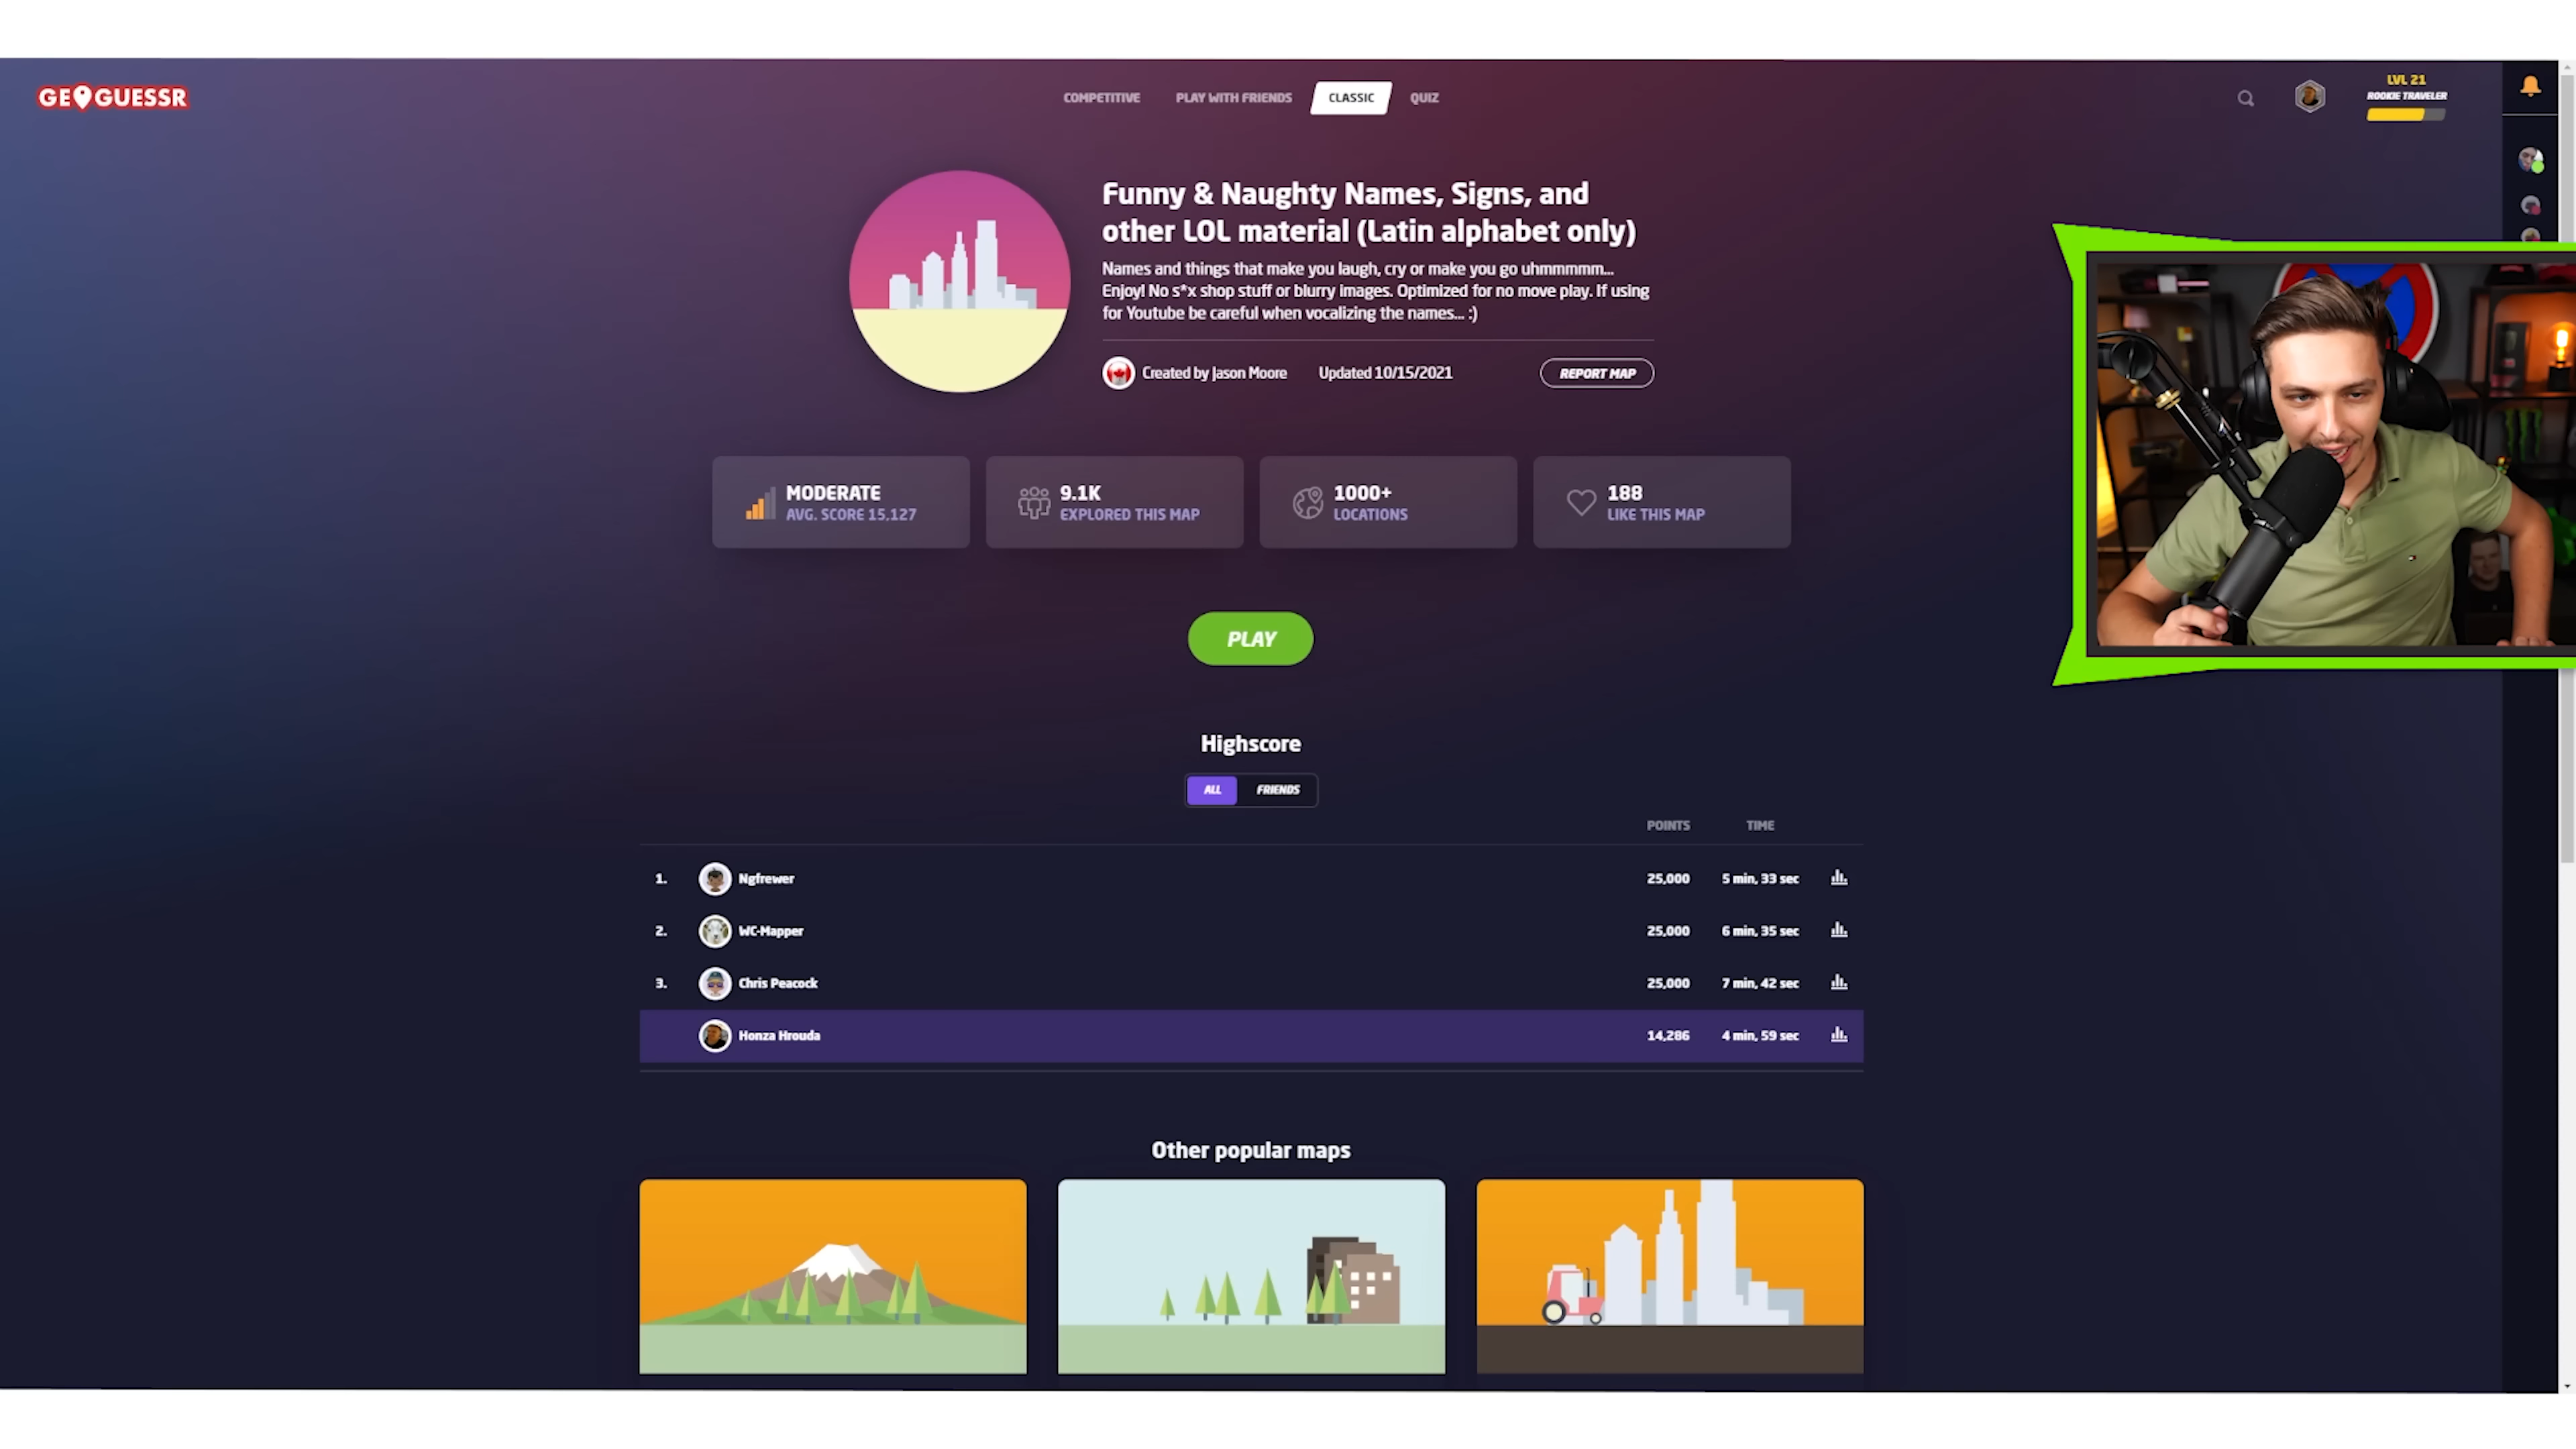 GEOGUESSR
COMPETITIVE PLAY WITH FRIENDS CLASSIC QUIZ
LVL 21
ROOKIE TRAVELER
Funny & Naughty Names, Signs, and
other LOL material (Latin alphabet only)
Names and things that make you laugh, cry or make you go uhmmmmm...
Enjoy! No s*x shop stuff or blurry images. Optimized for no move play. If using
for Youtube be careful when vocalizing the names... :)
Created by Jason Moore Updated 10/15/2021 REPORT MAP
MODERATE
AVG. SCORE 15,127
9.1K
EXPLORED THIS MAP
1000+
LOCATIONS
188
LIKE THIS MAP
PLAY
Highscore
ALL FRIENDS
POINTS TIME
1. Ngfrewer 25,000 5 min, 33 sec
2. WC-Mapper 25,000 6 min, 35 sec
3. Chris Peacock 25,000 7 min, 42 sec
Honza Hrouda 14,286 4 min, 59 sec
Other popular maps